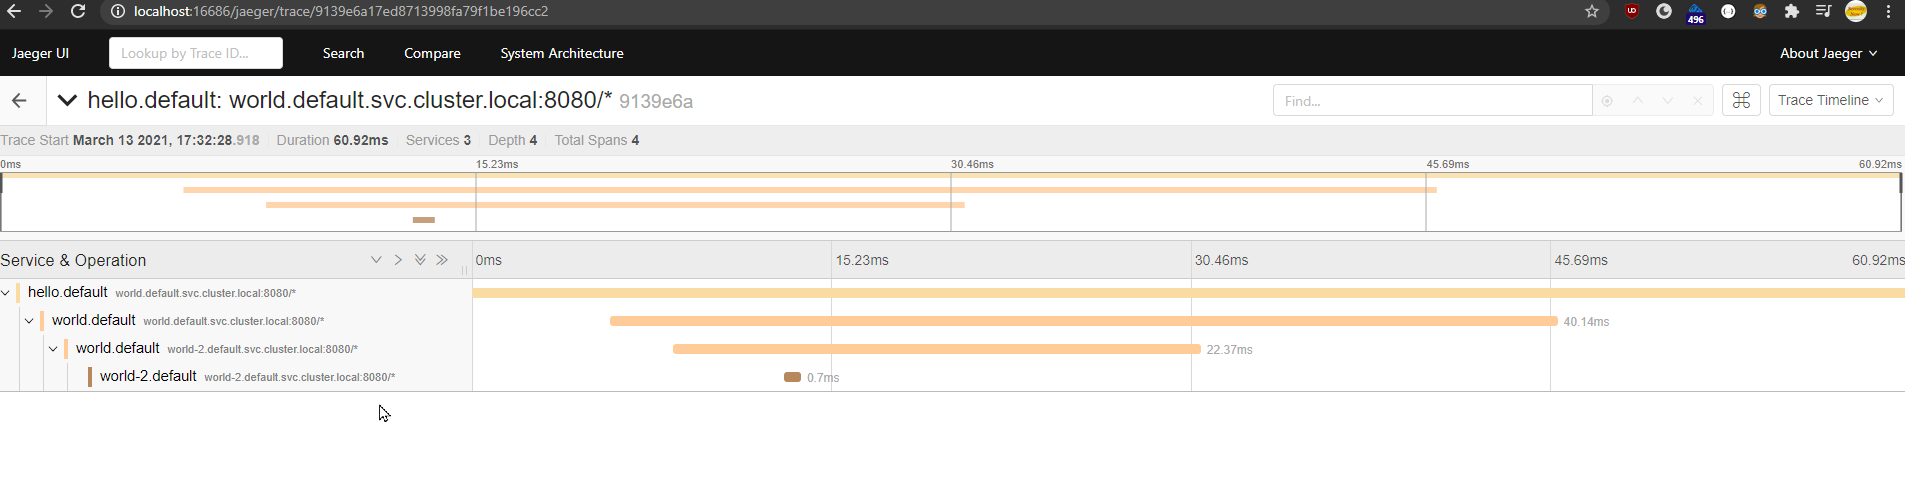 localhost:16686/jaeger/trace/9139e6a17ed8713998fa79f1be196cc2
496
Jaeger UI Lookup by Trace ID... Search Compare System Architecture About Jaeger
hello.default: world.default.svc.cluster.local:8080/* 9139e6a Find... Trace Timeline
Trace Start March 13 2021, 17:32:28.918 Duration 60.92ms Services 3 Depth 4 Total Spans 4
0ms 15.23ms 30.46ms 45.69ms 60.92ms
Service & Operation 0ms 15.23ms 30.46ms 45.69ms 60.92ms
hello.default world.default.svc.cluster.local:8080/*
world.default world.default.svc.cluster.local:8080/* 40.14ms
world.default world-2.default.svc.cluster.local:8080/* 22.37ms
world-2.default world-2.default.svc.cluster.local:8080/* 0.7ms